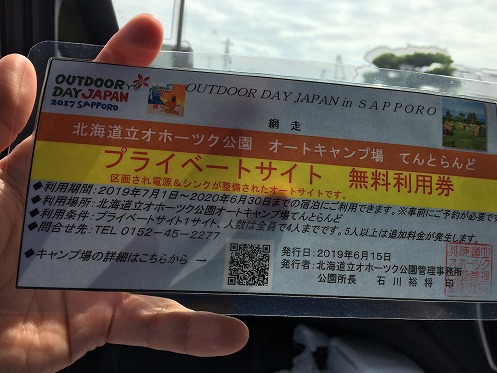 OUTDOOR
DAY JAPAN
2017 SAPPORO
OUTDOOR DAY JAPAN in SAPPORO
網走
北海道立オホーツク公園 オートキャンプ場 てんとらんど
プライベートサイト 無料利用券
区画され電源&シンクが整備されたオートサイトです。
◆利用期間:2019年7月1日~2020年6月30日までの宿泊にご利用できます。※事前にご予約が必要で
◆利用場所:北海道立オホーツク公園オートキャンプ場てんとらんど
◆利用条件:プライベートサイト1サイト、人数は全員で4人までです。5人以上は追加料金が発生します。
◆問合せ先:TEL 0152-45-2277
◆キャンプ場の詳細はこちらから →
発行日:2019年6月15日
発行者:北海道立オホーツク公園管理事務所
公園所長 石川裕将 印